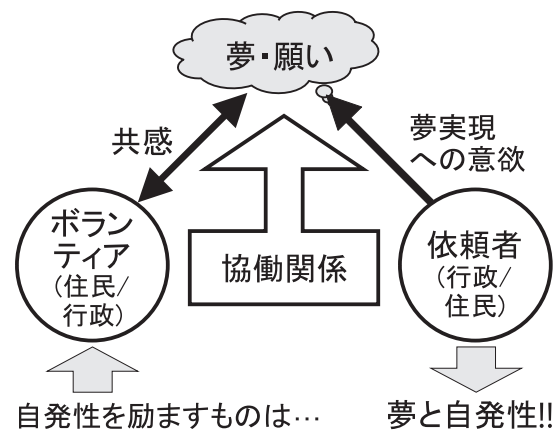 夢・願い
共感
夢実現
への意欲
ボラン
ティア
(住民/
行政)
協働関係
依頼者
(行政/
住民)
自発性を励ますものは…
夢と自発性!!